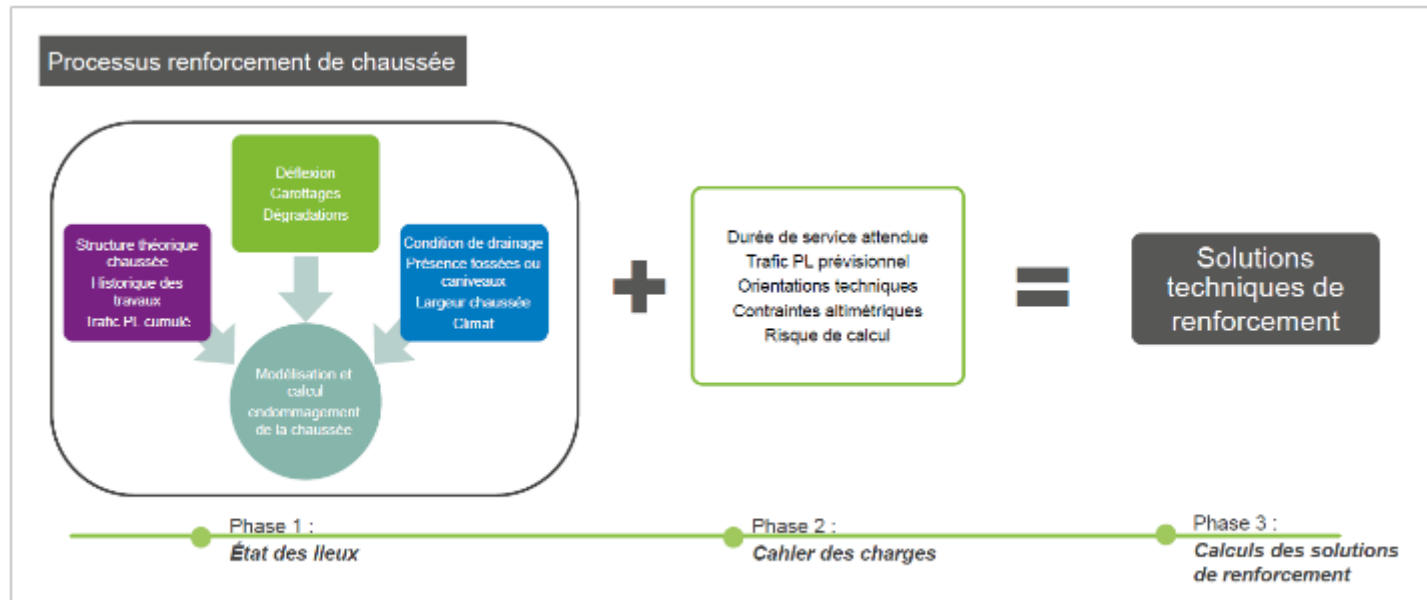 Processus renforcement de chaussée
Déflexion
Carottages
Dégradations
Structure théorique
chaussée
Historique des
travaux
Trafic PL cumulé
Condition de drainage
Présence fossées ou
caniveaux
Largeur chaussée
Climat
Modélisation et
calcul
endommagement
de la chaussée
Durée de service attendue
Trafic PL prévisionnel
Orientations techniques
Contraintes altimétriques
Risque de calcul
Solutions
techniques de
renforcement
Phase 1 :
État des lieux
Phase 2 :
Cahier des charges
Phase 3 :
Calculs des solutions
de renforcement